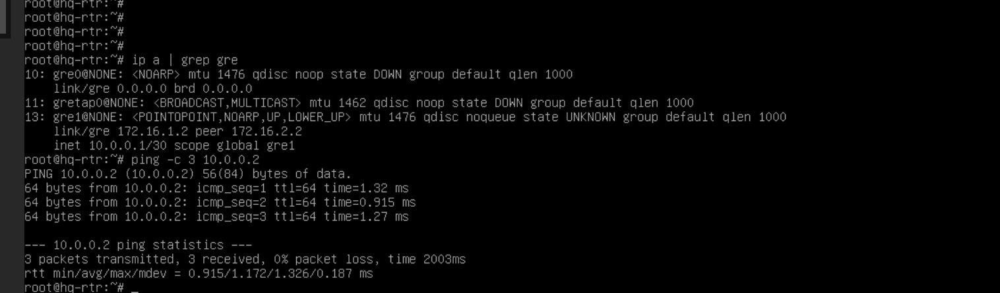 root@hq-rtr:~#
root@hq-rtr:~#
root@hq-rtr:~#
root@hq-rtr:~#
root@hq-rtr:~# ip a | grep gre
10: gre0@NONE: <NOARP> mtu 1476 qdisc noop state DOWN group default qlen 1000
    link/gre 0.0.0.0 brd 0.0.0.0
11: gretap0@NONE: <BROADCAST,MULTICAST> mtu 1462 qdisc noop state DOWN group default qlen 1000
13: gre1@NONE: <POINTOPOINT,NOARP,UP,LOWER_UP> mtu 1476 qdisc noqueue state UNKNOWN group default qlen 1000
    link/gre 172.16.1.2 peer 172.16.2.2
    inet 10.0.0.1/30 scope global gre1
root@hq-rtr:~# ping -c 3 10.0.0.2
PING 10.0.0.2 (10.0.0.2) 56(84) bytes of data.
64 bytes from 10.0.0.2: icmp_seq=1 ttl=64 time=1.32 ms
64 bytes from 10.0.0.2: icmp_seq=2 ttl=64 time=0.915 ms
64 bytes from 10.0.0.2: icmp_seq=3 ttl=64 time=1.27 ms

--- 10.0.0.2 ping statistics ---
3 packets transmitted, 3 received, 0% packet loss, time 2003ms
rtt min/avg/max/mdev = 0.915/1.172/1.326/0.187 ms
root@hq-rtr:~# _